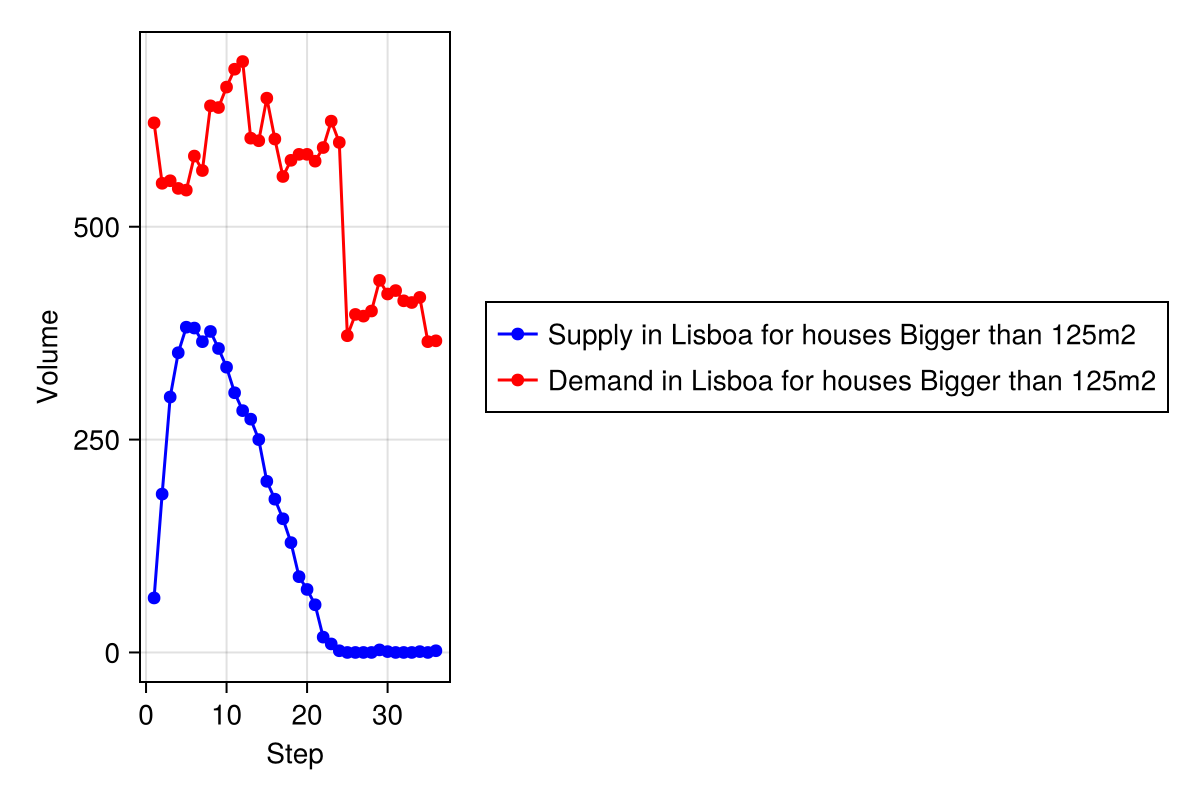 Volume
500
250
0
0 10 20 30
Step
Supply in Lisboa for houses Bigger than 125m2
Demand in Lisboa for houses Bigger than 125m2